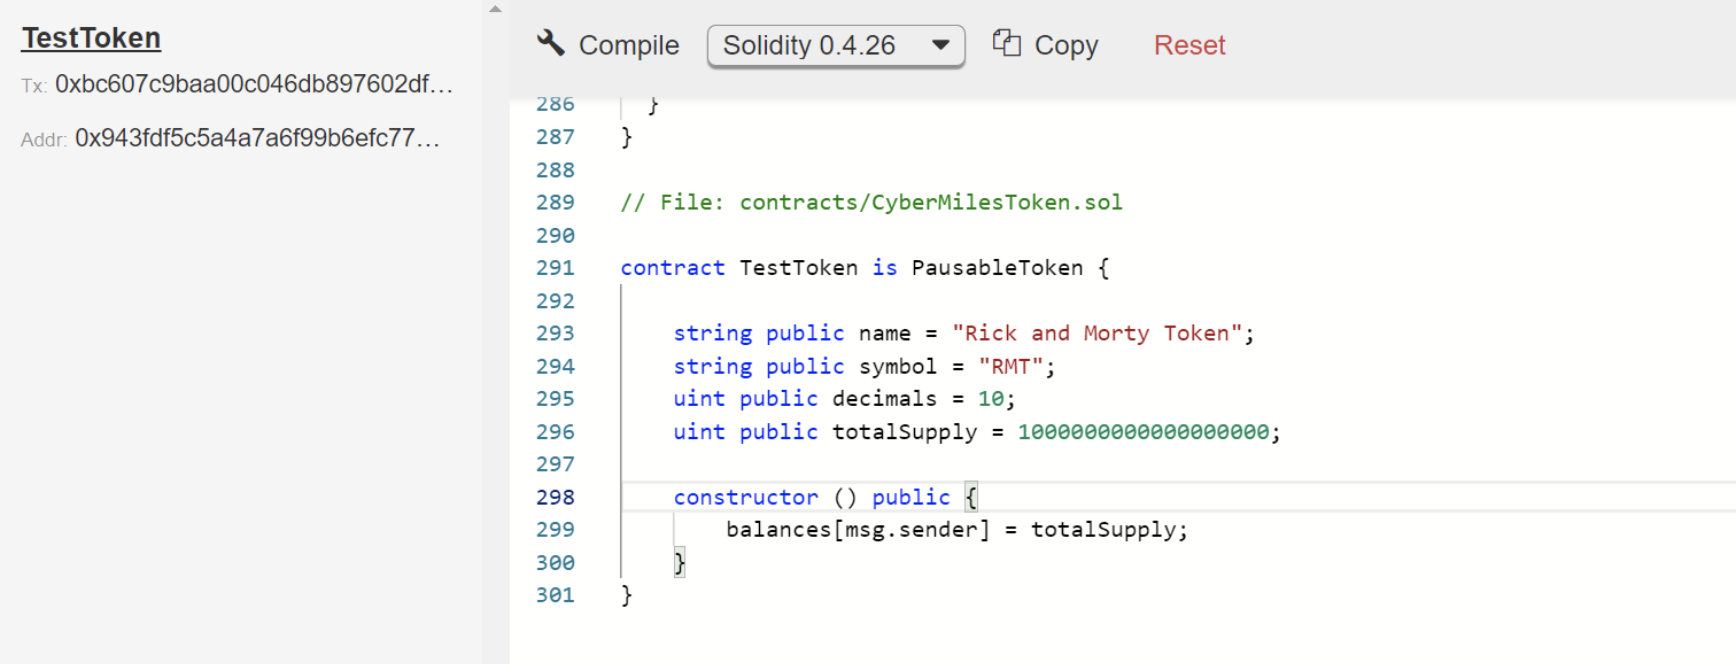 TestToken
Tx: 0xbc607c9baa00c046db897602df...
Addr: 0x943fdf5c5a4a7a6f99b6efc77...
Compile Solidity 0.4.26 Copy Reset
286 }
287 }
288
289 // File: contracts/CyberMilesToken.sol
290
291 contract TestToken is PausableToken {
292
293 string public name = "Rick and Morty Token";
294 string public symbol = "RMT";
295 uint public decimals = 10;
296 uint public totalSupply = 1000000000000000000;
297
298 constructor () public {
299 balances[msg.sender] = totalSupply;
300 }
301 }